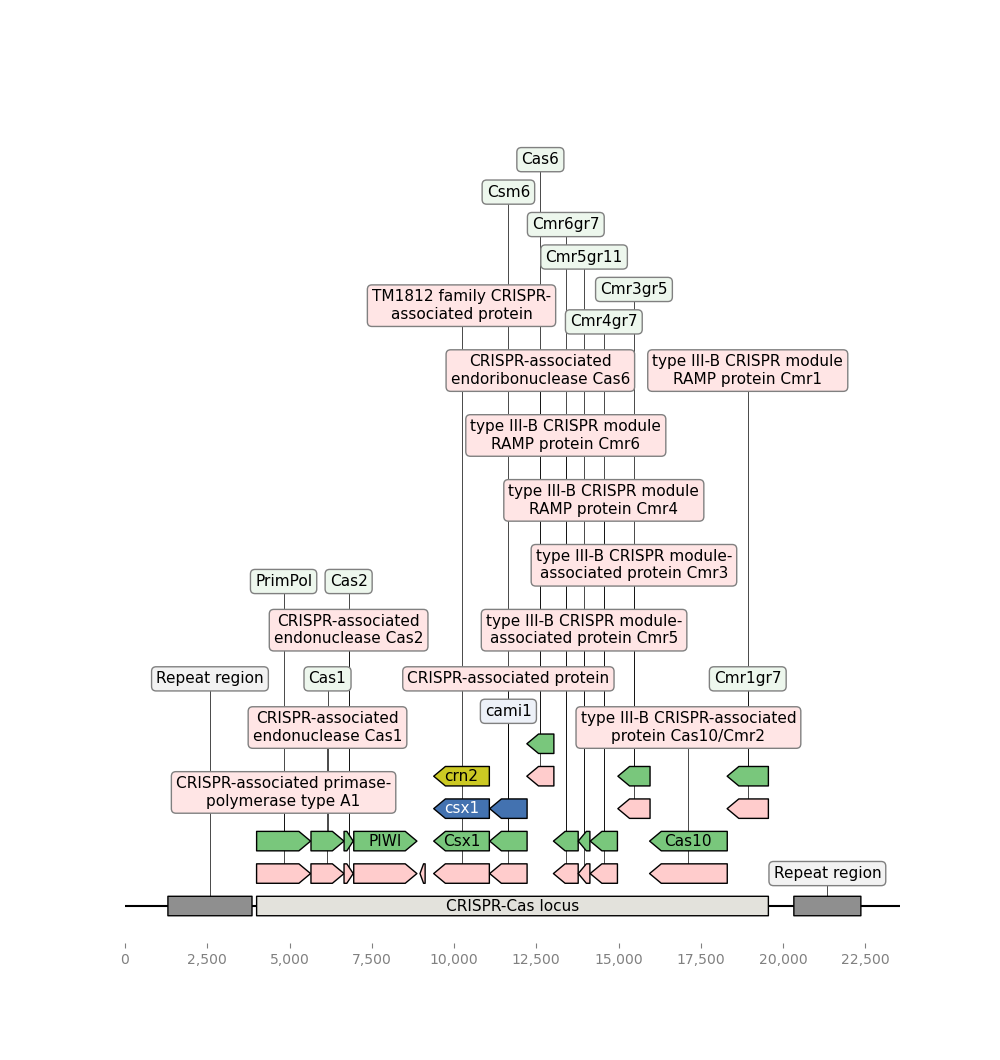 Cas6
Csm6
Cmr6gr7
Cmr5gr11
Cmr3gr5
TM1812 family CRISPR-
associated protein
Cmr4gr7
CRISPR-associated
endoribonuclease Cas6
type III-B CRISPR module
RAMP protein Cmr1
type III-B CRISPR module
RAMP protein Cmr6
type III-B CRISPR module
RAMP protein Cmr4
type III-B CRISPR module-
associated protein Cmr3
PrimPol
Cas2
CRISPR-associated
endonuclease Cas2
type III-B CRISPR module-
associated protein Cmr5
Repeat region
Cas1
CRISPR-associated protein
Cmr1gr7
cami1
CRISPR-associated
endonuclease Cas1
type III-B CRISPR-associated
protein Cas10/Cmr2
crn2
CRISPR-associated primase-
polymerase type A1
csx1
PIWI
Csx1
Cas10
Repeat region
CRISPR-Cas locus
0
2,500
5,000
7,500
10,000
12,500
15,000
17,500
20,000
22,500